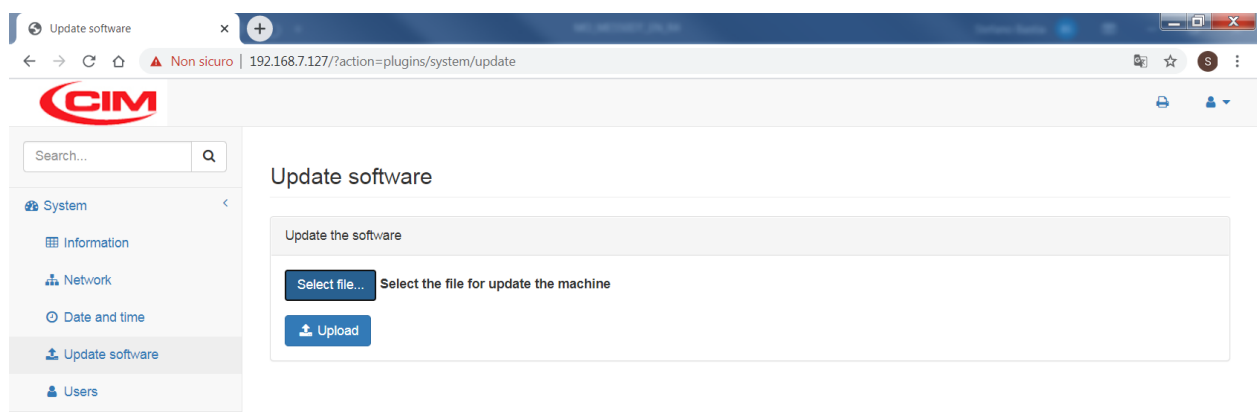 Update software
Non sicuro
192.168.7.127/?action=plugins/system/update
S
CIM
Search...
Update software
System
Information
Network
Date and time
Update software
Users
Update the software
Select file... Select the file for update the machine
Upload